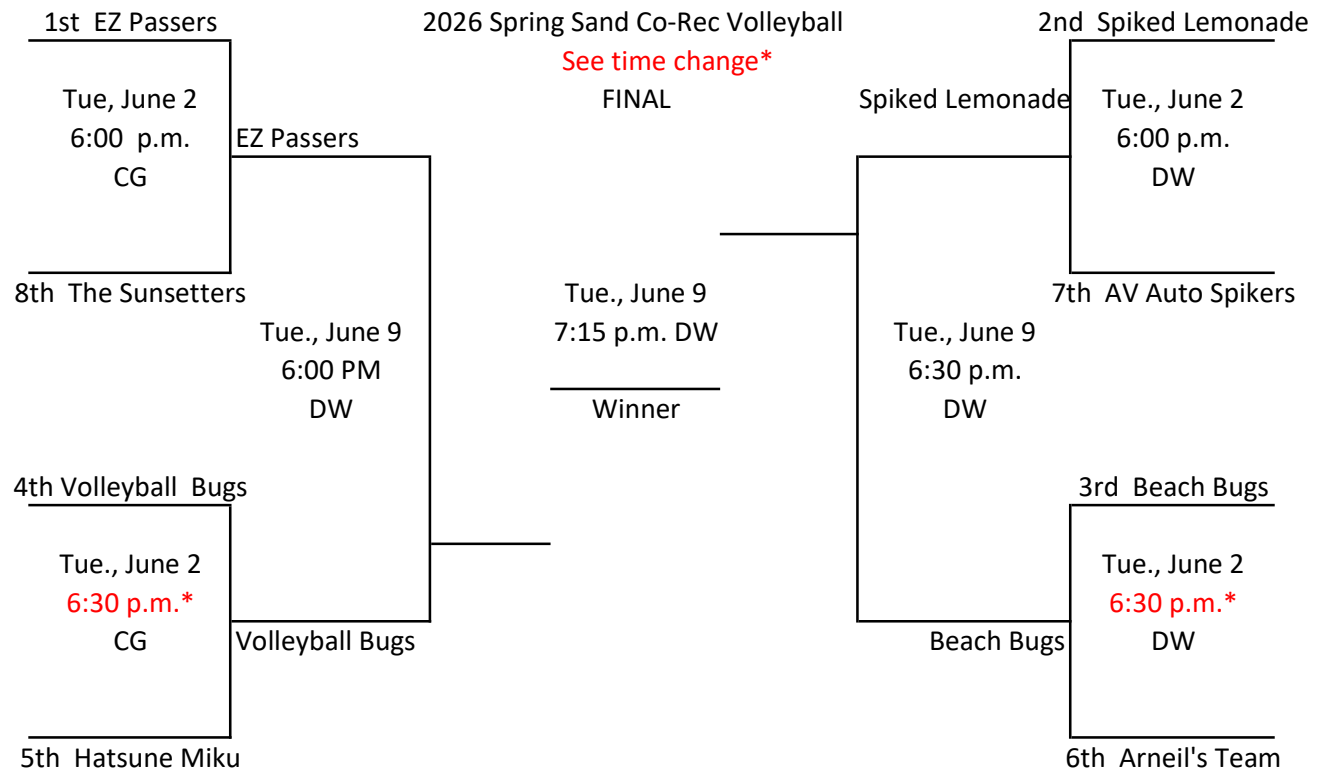 1st  EZ Passers
2026 Spring Sand Co-Rec Volleyball
2nd  Spiked Lemonade
See time change*
FINAL
Tue, June 2
6:00  p.m.
CG
EZ Passers
Spiked Lemonade
Tue., June 2
6:00 p.m.
DW
8th  The Sunsetters
7th  AV Auto Spikers
Tue., June 9
6:00 PM
DW
Tue., June 9
7:15 p.m. DW
Winner
Tue., June 9
6:30 p.m.
DW
4th Volleyball  Bugs
3rd  Beach Bugs
Tue., June 2
6:30 p.m.*
CG
Volleyball Bugs
Beach Bugs
Tue., June 2
6:30 p.m.*
DW
5th  Hatsune Miku
6th  Arneil's Team